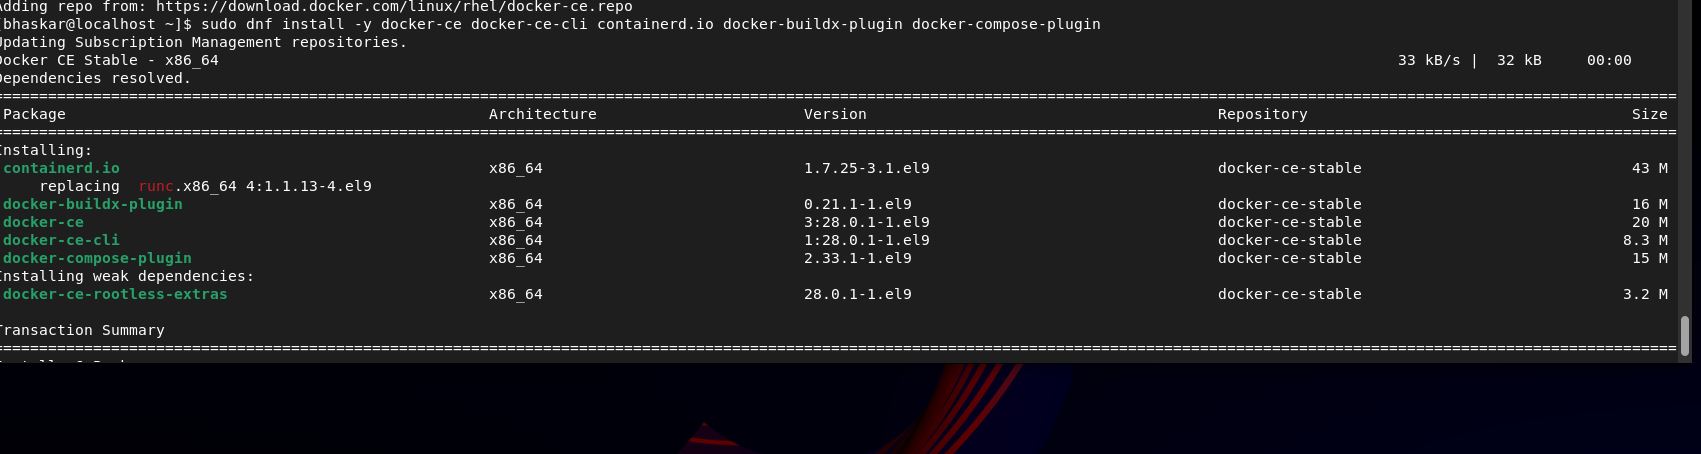 Adding repo from: https://download.docker.com/linux/rhel/docker-ce.repo
[bhaskar@localhost ~]$ sudo dnf install -y docker-ce docker-ce-cli containerd.io docker-buildx-plugin docker-compose-plugin
Updating Subscription Management repositories.
Docker CE Stable - x86_64 33 kB/s | 32 kB 00:00
Dependencies resolved.
Package Architecture Version Repository Size
Installing:
containerd.io x86_64 1.7.25-3.1.el9 docker-ce-stable 43 M
replacing runc.x86_64 4:1.1.13-4.el9
docker-buildx-plugin x86_64 0.21.1-1.el9 docker-ce-stable 16 M
docker-ce x86_64 3:28.0.1-1.el9 docker-ce-stable 20 M
docker-ce-cli x86_64 1:28.0.1-1.el9 docker-ce-stable 8.3 M
docker-compose-plugin x86_64 2.33.1-1.el9 docker-ce-stable 15 M
Installing weak dependencies:
docker-ce-rootless-extras x86_64 28.0.1-1.el9 docker-ce-stable 3.2 M
Transaction Summary